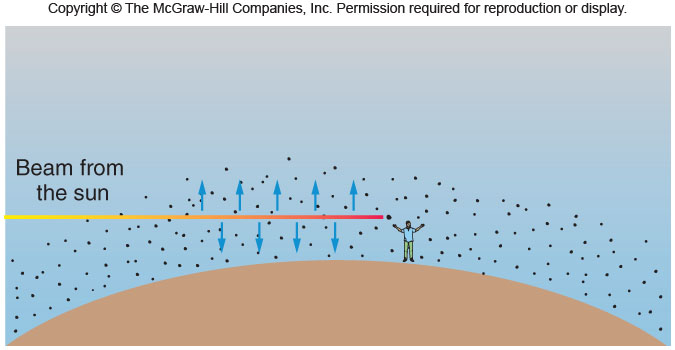 Copyright © The McGraw-Hill Companies, Inc. Permission required for reproduction or display.
Beam from
the sun